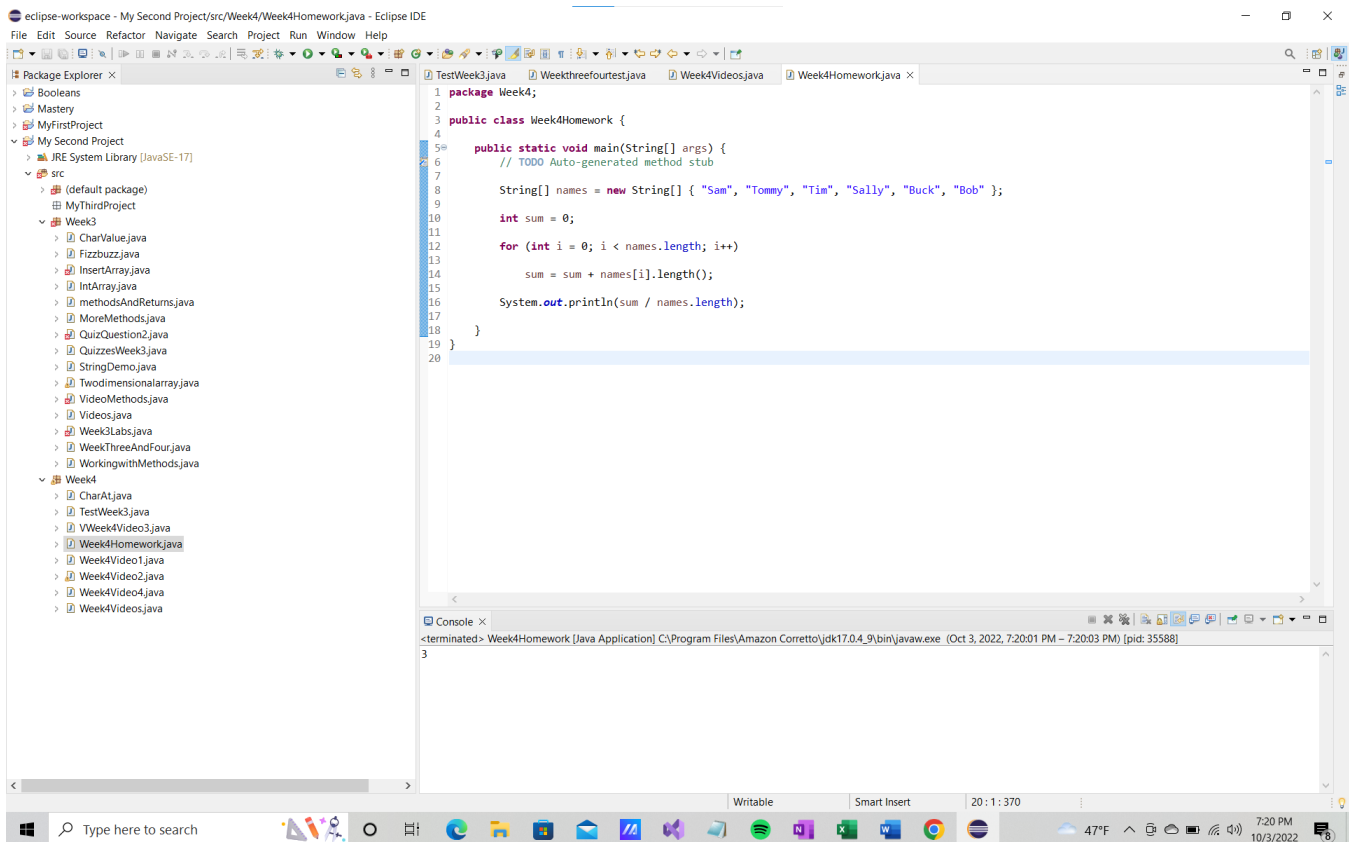 eclipse-workspace - My Second Project/src/Week4/Week4Homework.java - Eclipse IDE
File Edit Source Refactor Navigate Search Project Run Window Help
Package Explorer
Booleans
Mastery
MyFirstProject
My Second Project
JRE System Library [JavaSE-17]
src
(default package)
MyThirdProject
Week3
CharValue.java
Fizzbuzz.java
InsertArray.java
IntArray.java
methodsAndReturns.java
MoreMethods.java
QuizQuestion2.java
QuizzesWeek3.java
StringDemo.java
Twodimensionalarray.java
VideoMethods.java
Videos.java
Week3Labs.java
WeekThreeAndFour.java
WorkingwithMethods.java
Week4
CharAt.java
TestWeek3.java
VWeek4Video3.java
Week4Homework.java
Week4Video1.java
Week4Video2.java
Week4Video4.java
Week4Videos.java
TestWeek3.java Weekthreefourtest.java Week4Videos.java Week4Homework.java
1 package Week4;
2
3 public class Week4Homework {
4
5 public static void main(String[] args) {
6 // TODO Auto-generated method stub
7
8 String[] names = new String[] { "Sam", "Tommy", "Tim", "Sally", "Buck", "Bob" };
9
10 int sum = 0;
11
12 for (int i = 0; i < names.length; i++)
13
14 sum = sum + names[i].length();
15
16 System.out.println(sum / names.length);
17
18 }
19 }
20
Console
<terminated> Week4Homework [Java Application] C:\Program Files\Amazon Corretto\jdk17.0.4_9\bin\javaw.exe (Oct 3, 2022, 7:20:01 PM – 7:20:03 PM) [pid: 35588]
3
Writable Smart Insert 20 : 1 : 370
Type here to search
47°F
7:20 PM
10/3/2022
8